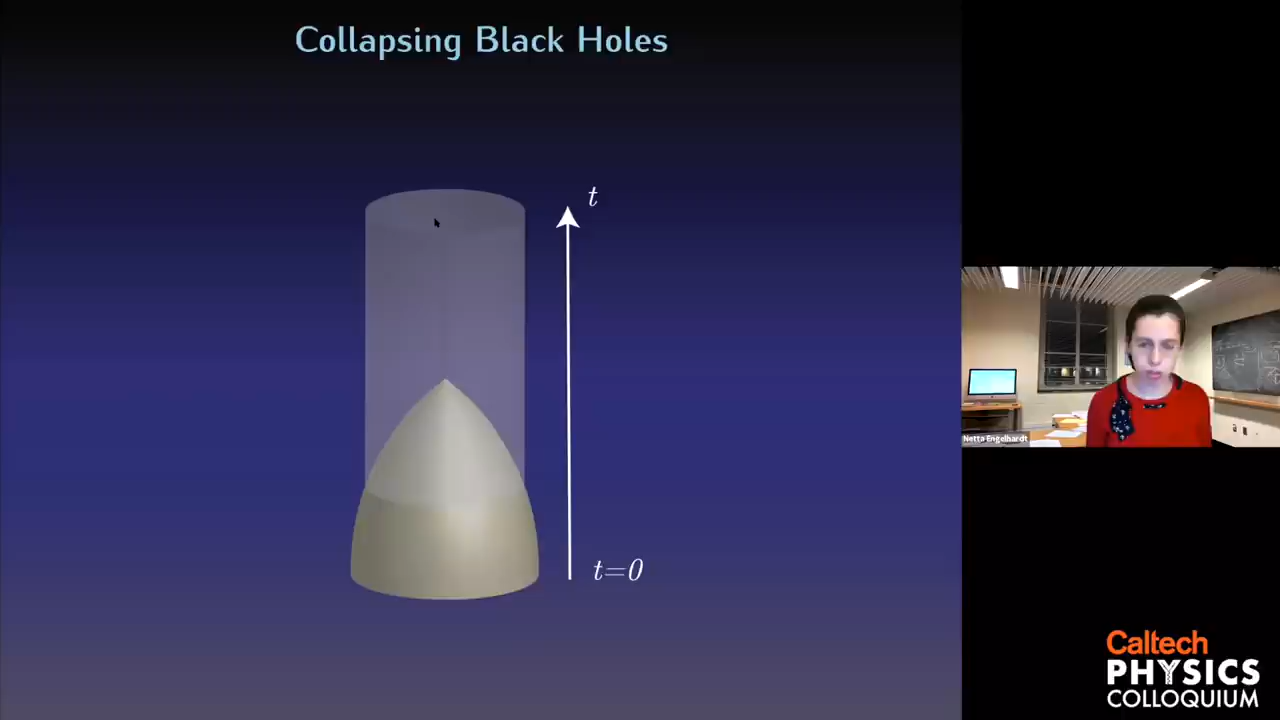 Collapsing Black Holes
t
t=0
Netta Engelhardt
Caltech
PHYSICS
COLLOQUIUM